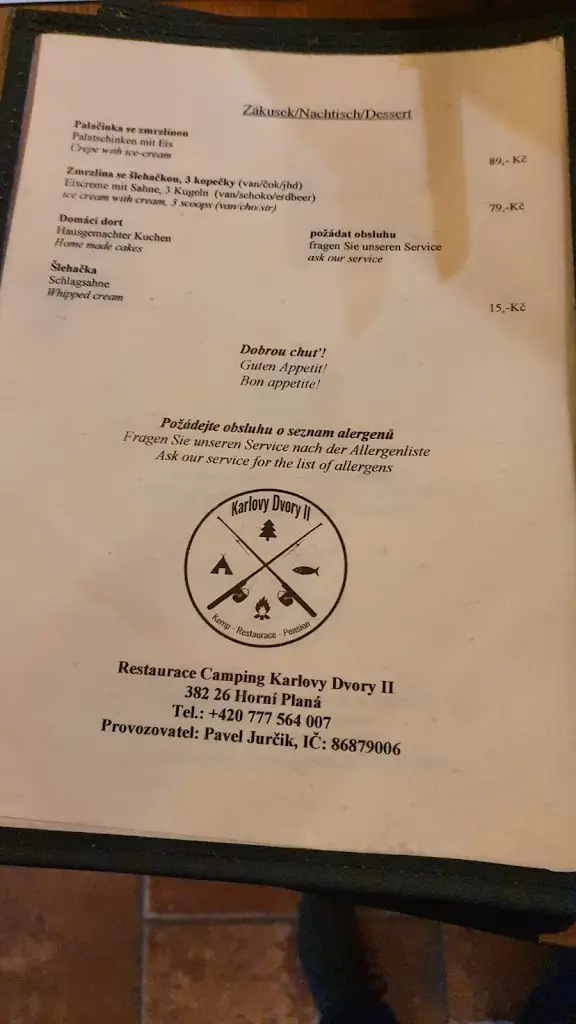 Zákusek/Nachtisch/Dessert
Palačinka se zmrzlinou
Palatschinken mit Eis
Crepe with ice-cream
89,- Kč
Zmrzlina se šlehačkou, 3 kopečky (van/čok/jhd)
Eiscreme mit Sahne, 3 Kugeln (van/schoko/erdbeer)
ice cream with cream, 3 scoops (van/cho/str)
79,-Kč
Domácí dort
Hausgemachter Kuchen
Home made cakes
požádat obsluhu
fragen Sie unseren Service
ask our service
Šlehačka
Schlagsahne
Whipped cream
15,-Kč
Dobrou chut'!
Guten Appetit!
Bon appetite!
Požádejte obsluhu o seznam alergenů
Fragen Sie unseren Service nach der Allergenliste
Ask our service for the list of allergens
Karlovy Dvory II
Kemp - Restaurace - Pension
Restaurace Camping Karlovy Dvory II
382 26 Horní Planá
Tel.: +420 777 564 007
Provozovatel: Pavel Jurčik, IČ: 86879006